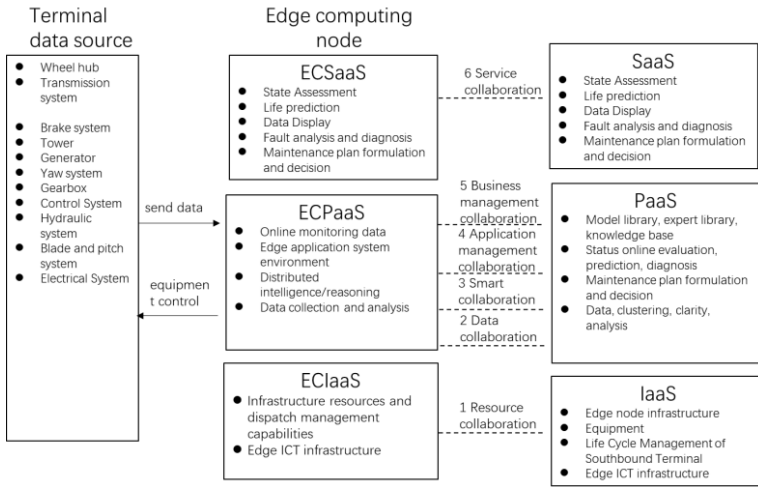 Terminal
data source
Wheel hub
Transmission
system
Brake system
Tower
Generator
Yaw system
Gearbox
Control System
Hydraulic
system
Blade and pitch
system
Electrical System
send data
equipmen
t control
Edge computing
node
ECSaaS
State Assessment
Life prediction
Data Display
Fault analysis and diagnosis
Maintenance plan formulation
and decision
ECPaaS
Online monitoring data
Edge application system
environment
Distributed
intelligence/reasoning
Data collection and analysis
ECIaaS
Infrastructure resources and
dispatch management
capabilities
Edge ICT infrastructure
6 Service
collaboration
5 Business
management
collaboration
4 Application
management
collaboration
3 Smart
collaboration
2 Data
collaboration
1 Resource
collaboration
SaaS
State Assessment
Life prediction
Data Display
Fault analysis and diagnosis
Maintenance plan formulation
and decision
PaaS
Model library, expert library,
knowledge base
Status online evaluation,
prediction, diagnosis
Maintenance plan formulation
and decision
Data, clustering, clarity,
analysis
IaaS
Edge node infrastructure
Equipment
Life Cycle Management of
Southbound Terminal
Edge ICT infrastructure